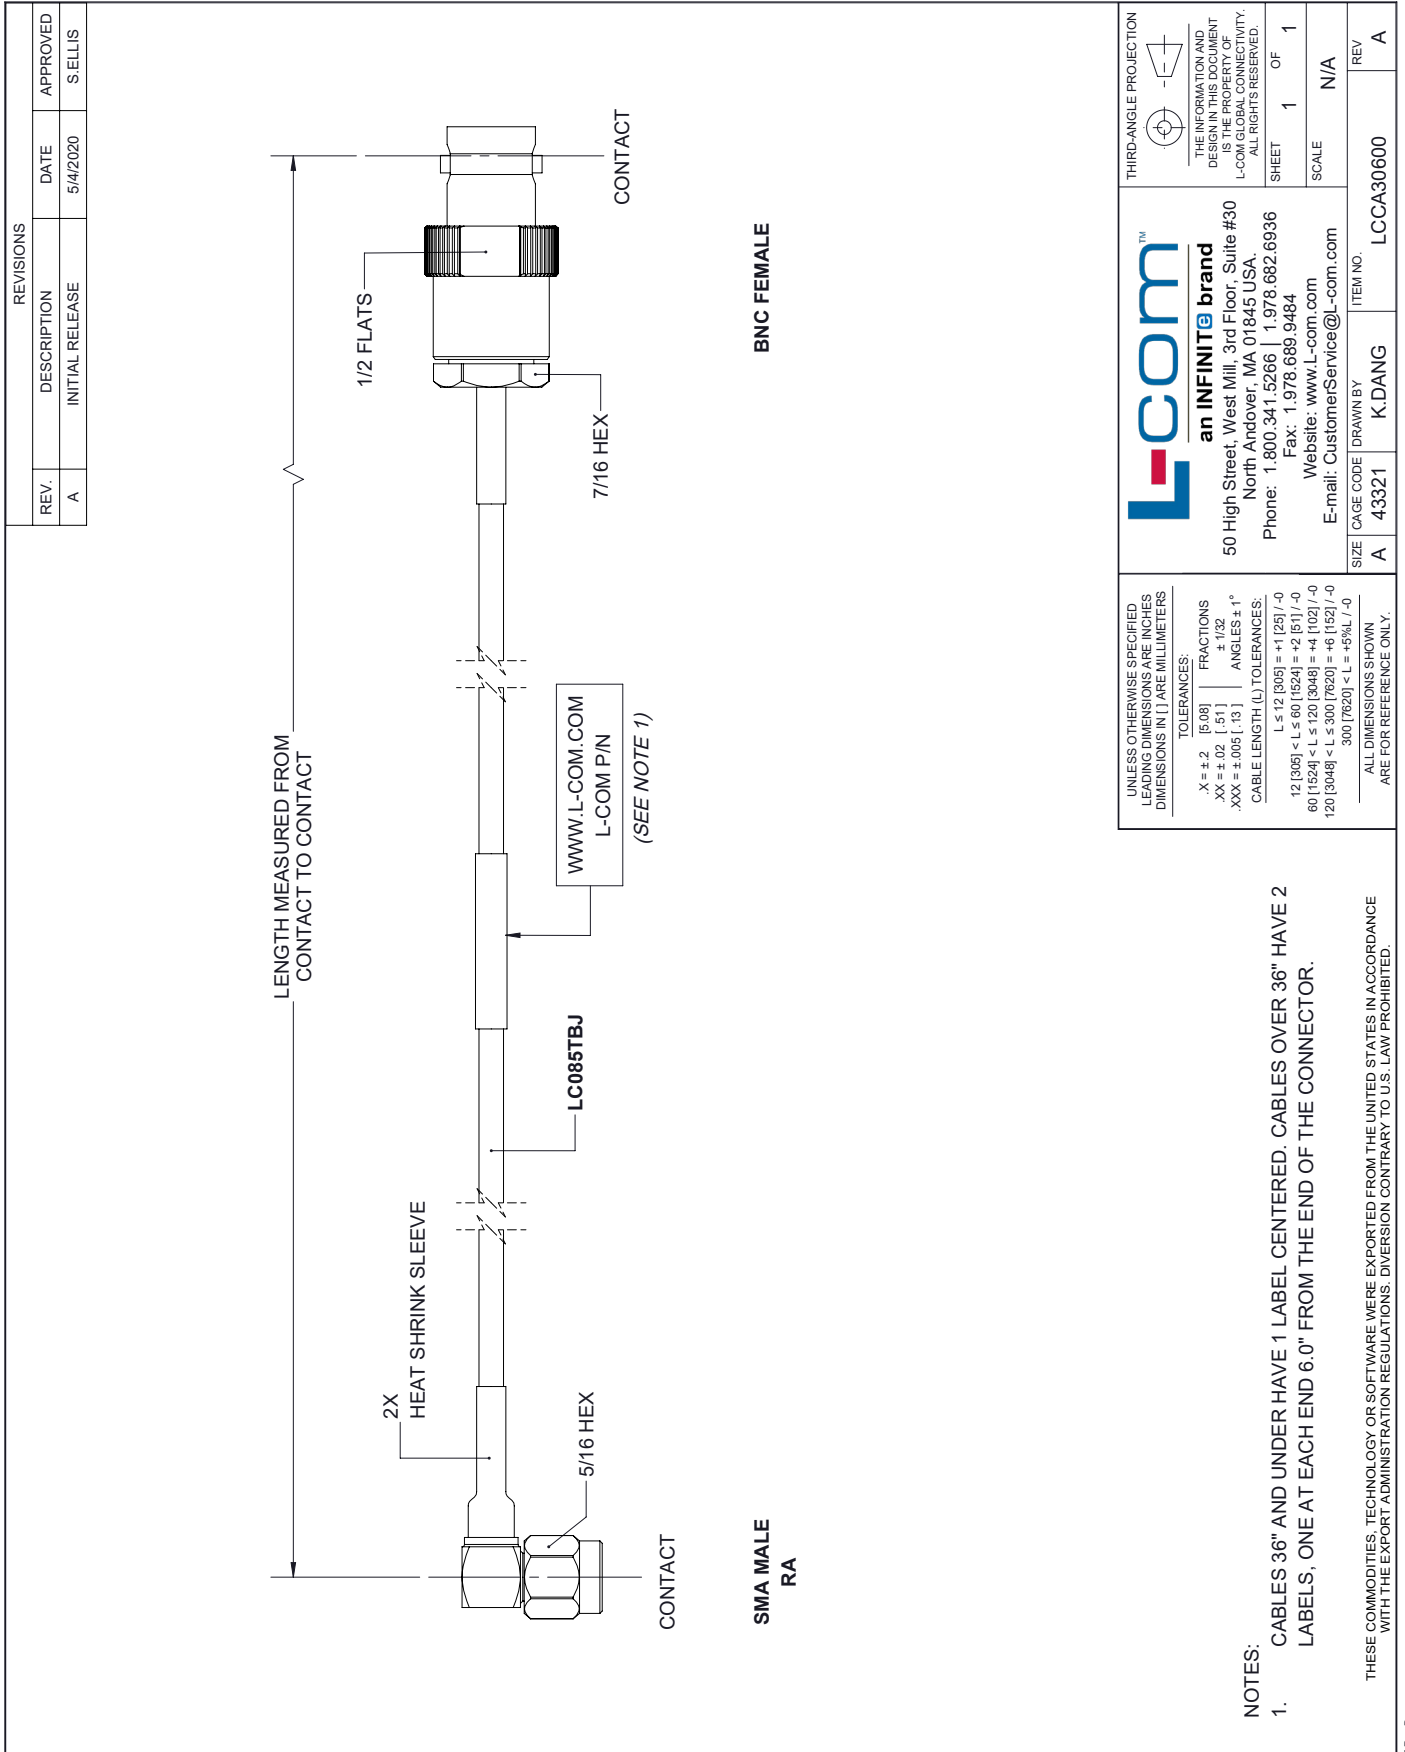 REVISIONS
REV. DESCRIPTION DATE APPROVED
A INITIAL RELEASE 5/4/2020 S.ELLIS
LENGTH MEASURED FROM
CONTACT TO CONTACT
2X
HEAT SHRINK SLEEVE
1/2 FLATS
5/16 HEX
LC085TBJ
WWW.L-COM.COM
L-COM P/N
(SEE NOTE 1)
7/16 HEX
CONTACT
CONTACT
SMA MALE
RA
BNC FEMALE
NOTES:
1. CABLES 36" AND UNDER HAVE 1 LABEL CENTERED. CABLES OVER 36" HAVE 2
LABELS, ONE AT EACH END 6.0" FROM THE END OF THE CONNECTOR.
THESE COMMODITIES, TECHNOLOGY OR SOFTWARE WERE EXPORTED FROM THE UNITED STATES IN ACCORDANCE
WITH THE EXPORT ADMINISTRATION REGULATIONS. DIVERSION CONTRARY TO U.S. LAW PROHIBITED.
UNLESS OTHERWISE SPECIFIED
LEADING DIMENSIONS ARE INCHES
DIMENSIONS IN [ ] ARE MILLIMETERS
TOLERANCES:
.X = ±.2 [5.08] FRACTIONS
.XX = ±.02 [.51] ± 1/32
.XXX = ±.005 [.13] ANGLES ± 1°
CABLE LENGTH (L) TOLERANCES:
L ≤ 12 [305] = +1 [25] / -0
12 [305] < L ≤ 60 [1524] = +2 [51] / -0
60 [1524] < L ≤ 120 [3048] = +4 [102] / -0
120 [3048] < L ≤ 300 [7620] = +6 [152] / -0
300 [7620] < L = +5%L / -0
ALL DIMENSIONS SHOWN
ARE FOR REFERENCE ONLY.
L-com™
an INFINITe brand
50 High Street, West Mill, 3rd Floor, Suite #30
North Andover, MA 01845 USA.
Phone: 1.800.341.5266 | 1.978.682.6936
Fax: 1.978.689.9484
Website: www.L-com.com
E-mail: CustomerService@L-com.com
THIRD-ANGLE PROJECTION
THE INFORMATION AND
DESIGN IN THIS DOCUMENT
IS THE PROPERTY OF
L-COM GLOBAL CONNECTIVITY.
ALL RIGHTS RESERVED.
SHEET 1 OF 1
SCALE N/A
SIZE A
CAGE CODE 43321
DRAWN BY K.DANG
ITEM NO. LCCA30600
REV A